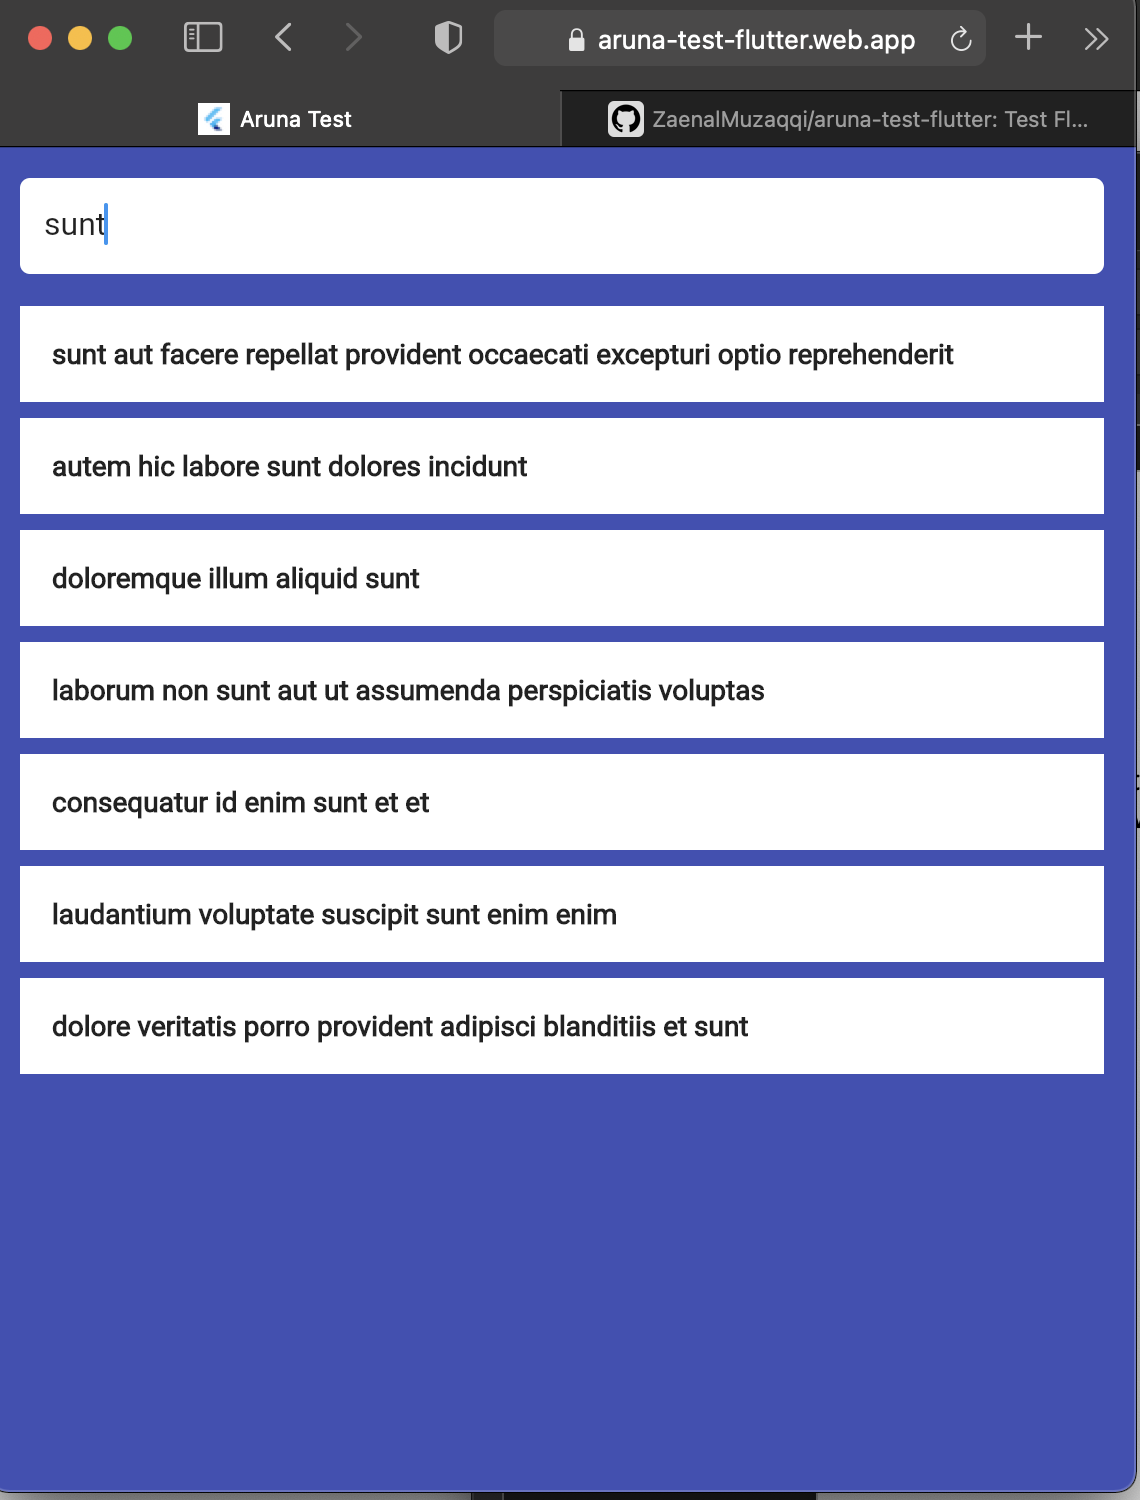 aruna-test-flutter.web.app
Aruna Test
ZaenalMuzaqqi/aruna-test-flutter: Test Fl...
sunt
sunt aut facere repellat provident occaecati excepturi optio reprehenderit
autem hic labore sunt dolores incidunt
doloremque illum aliquid sunt
laborum non sunt aut ut assumenda perspiciatis voluptas
consequatur id enim sunt et et
laudantium voluptate suscipit sunt enim enim
dolore veritatis porro provident adipisci blanditiis et sunt